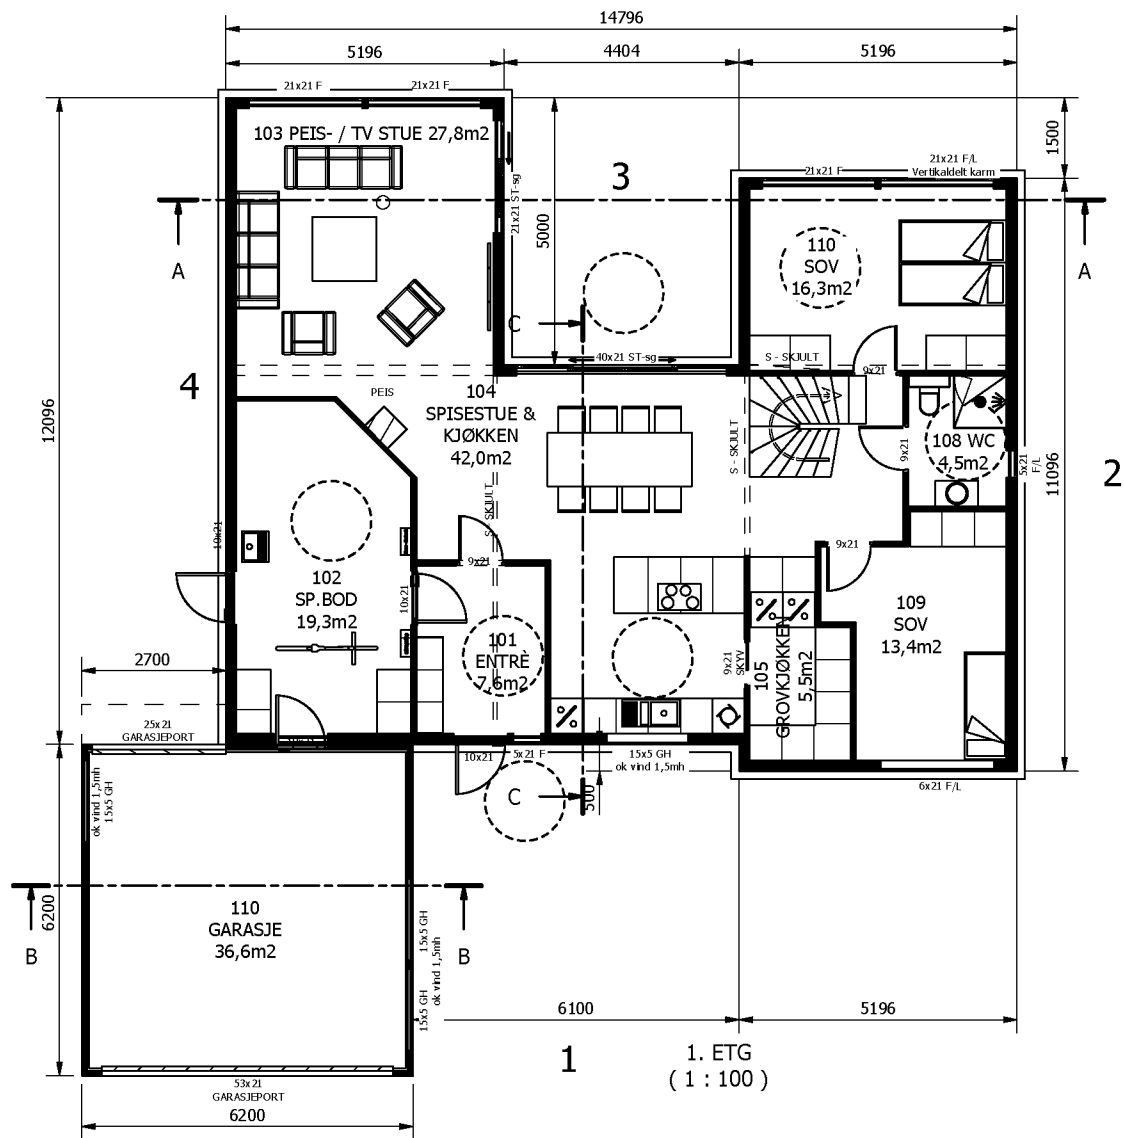 14796
5196
4404
5196
21x21 F
21x21 F
103 PEIS- / TV STUE 27,8m2
21x21 ST-sg
3
5000
21x21 F
21x21 F/L
Vertikaldelt karm
1500
A
A
110
SOV
16,3m2
C
40x21 ST-sg
S - SKJULT
9x21
4
12096
PEIS
104
SPISESTUE &
KJØKKEN
42,0m2
S - SKJULT
9x21
108 WC
4,5m2
5x21
F/L
11096
2
10x21
S - SKJULT
9x21
9x21
102
SP.BOD
19,3m2
10x21
101
ENTRÈ
7,6m2
9x21
SKYV
105
GROVKJØKKEN
5,5m2
109
SOV
13,4m2
2700
25x21
GARASJEPORT
10x21
5x21 F
15x5 GH
ok vind 1,5mh
500
6x21 F/L
C
ok vind 1,5mh
15x5 GH
6200
B
B
110
GARASJE
36,6m2
15x5 GH
ok vind 1,5mh
15x5 GH
6100
5196
1
1. ETG
( 1 : 100 )
53x21
GARASJEPORT
6200